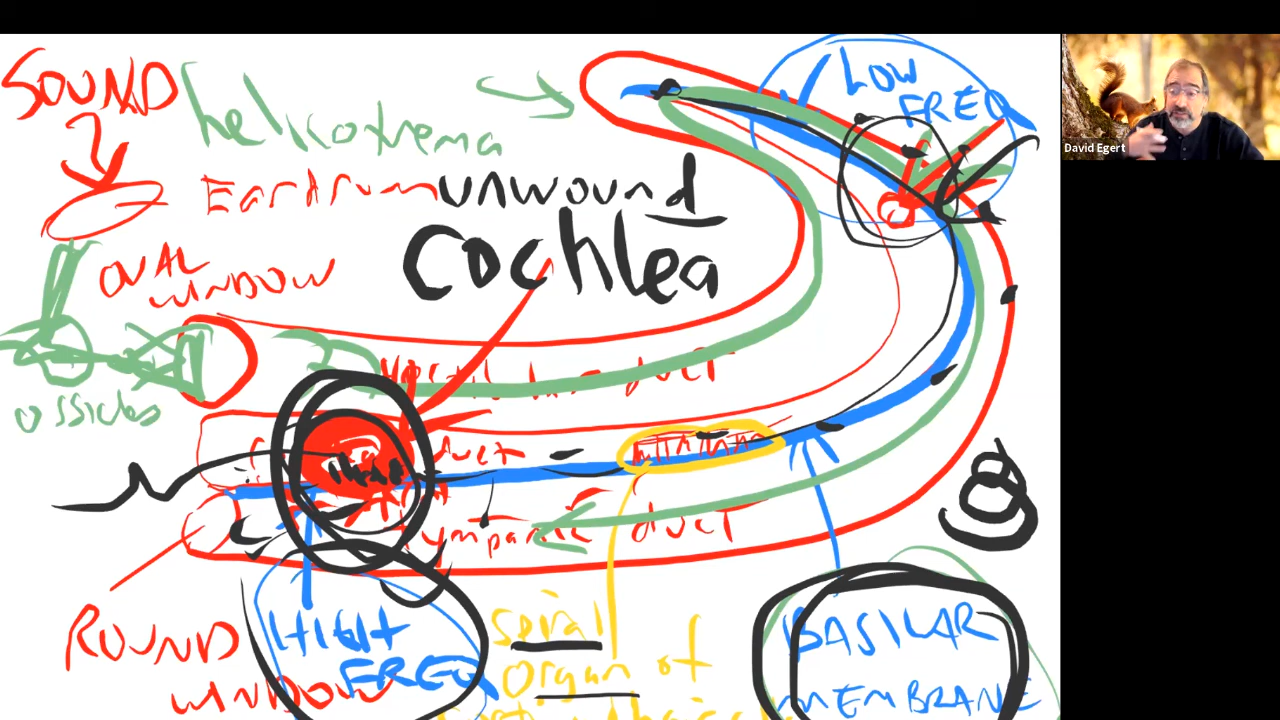 SOUND
helicotrema
LOW
FREQ
David Egert
Eardrum
unwound
cochlea
OVAL
WINDOW
ossicles
duct
duct
tympanic duct
ROUND
WINDOW
HIGH
FREQ
spiral
organ of
BASILAR
MEMBRANE